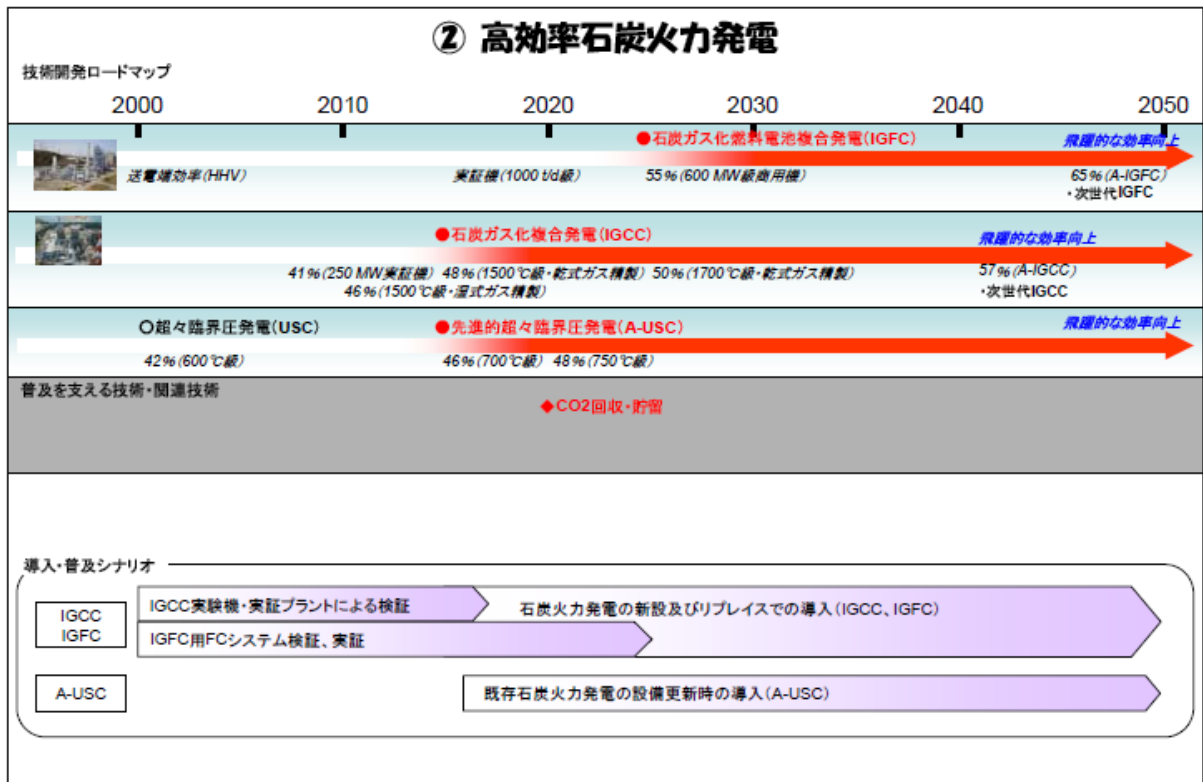 ② 高効率石炭火力発電
技術開発ロードマップ
2000 2010 2020 2030 2040 2050
●石炭ガス化燃料電池複合発電(IGFC) 飛躍的な効率向上
送電端効率(HHV) 実証機(1000 t/d級) 55%(600 MW級商用機) 65%(A-IGFC)
・次世代IGFC
●石炭ガス化複合発電(IGCC) 飛躍的な効率向上
41%(250 MW実証機) 48%(1500℃級・乾式ガス精製) 50%(1700℃級・乾式ガス精製) 57%(A-IGCC)
46%(1500℃級・湿式ガス精製) ・次世代IGCC
○超々臨界圧発電(USC) ●先進的超々臨界圧発電(A-USC) 飛躍的な効率向上
42%(600℃級) 46%(700℃級) 48%(750℃級)
普及を支える技術・関連技術
◆CO2回収・貯留
導入・普及シナリオ
IGCC
IGFC
IGCC実験機・実証プラントによる検証
石炭火力発電の新設及びリプレイスでの導入(IGCC、IGFC)
IGFC用FCシステム検証、実証
A-USC
既存石炭火力発電の設備更新時の導入(A-USC)